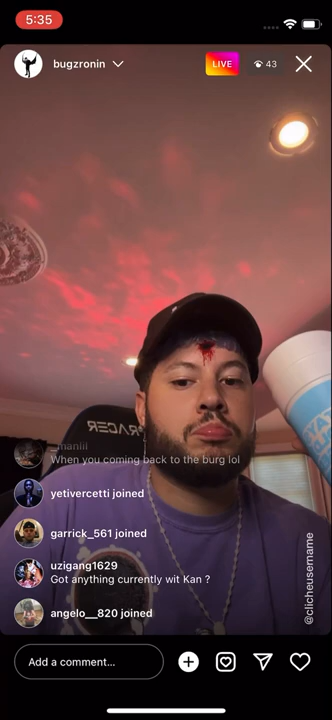 5:35
bugzronin
LIVE
43
When you coming back to the burg lol
yetivercetti joined
garrick_561 joined
uzigang1629
Got anything currently wit Kan ?
angelo__820 joined
@clicheusername
Add a comment...